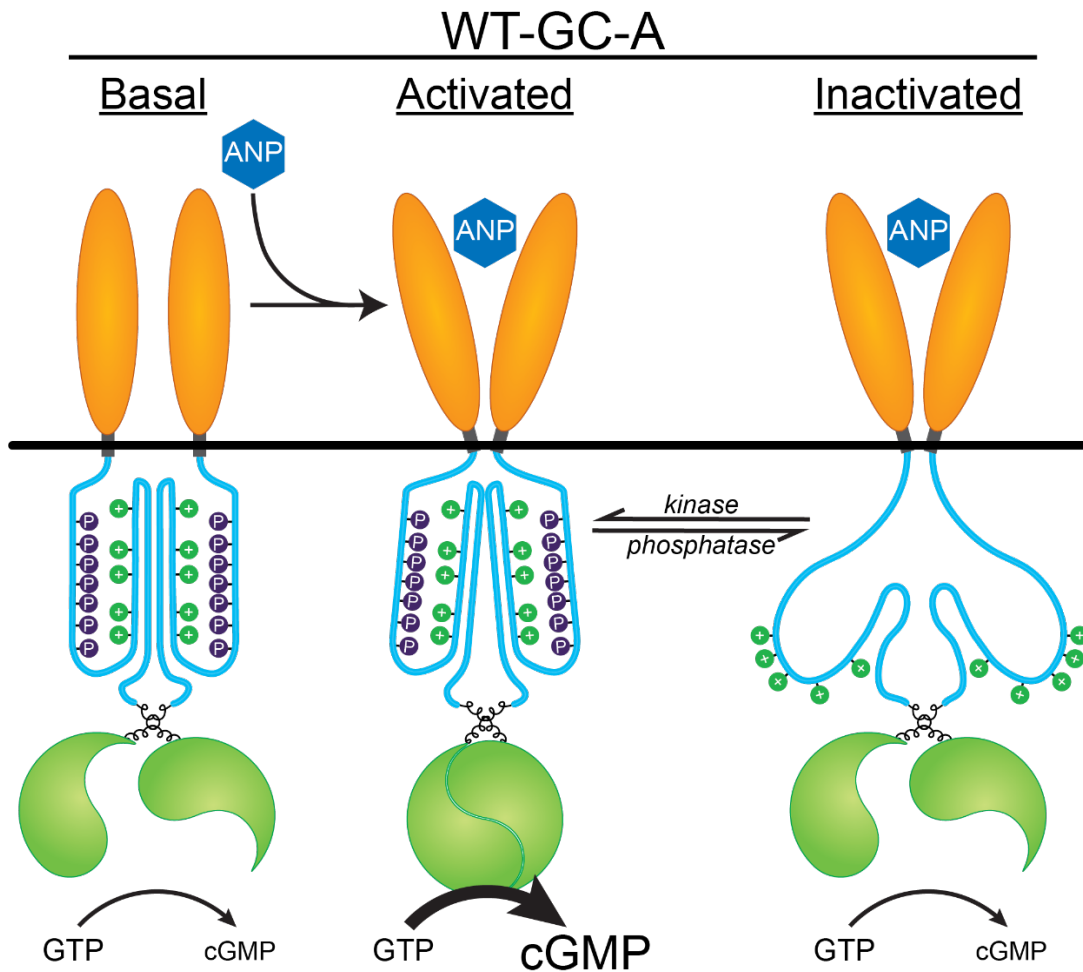 WT-GC-A
Basal
Activated
Inactivated
ANP
ANP
ANP
P P P P P P P
+ + + + +
+ + + + +
P P P P P P P
P P P P P P P
+ + + + +
+ + + + +
P P P P P P P
kinase
phosphatase
+ + + + +
+ + + + +
GTP
cGMP
GTP
cGMP
GTP
cGMP